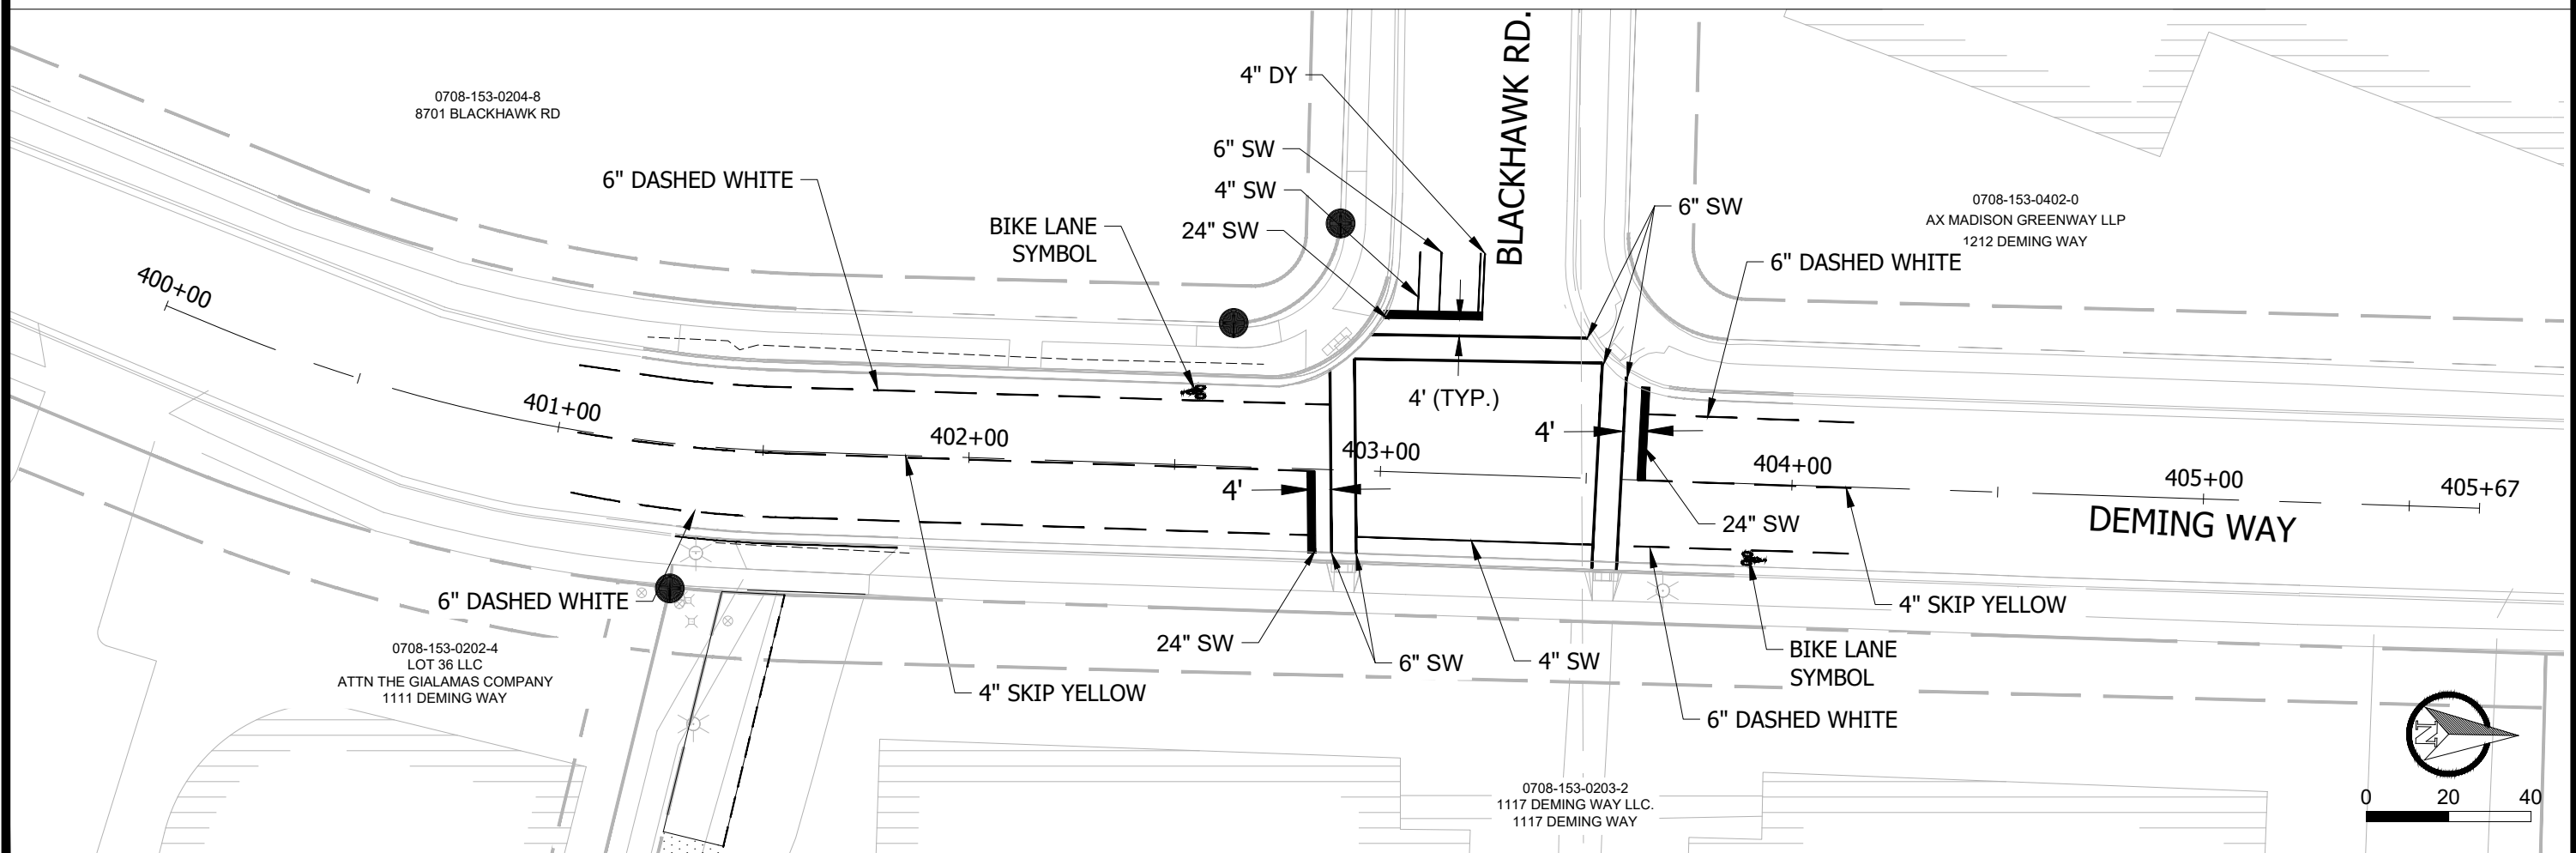 BLACKHAWK RD.
4" DY
0708-153-0204-8
8701 BLACKHAWK RD
6" SW
6" DASHED WHITE
4" SW
BIKE LANE
SYMBOL
24" SW
6" SW
0708-153-0402-0
AX MADISON GREENWAY LLP
1212 DEMING WAY
6" DASHED WHITE
400+00
401+00
402+00
403+00
404+00
405+00
405+67
4' (TYP.)
4'
4'
24" SW
DEMING WAY
6" DASHED WHITE
4" SKIP YELLOW
24" SW
6" SW
4" SW
BIKE LANE
SYMBOL
0708-153-0202-4
LOT 36 LLC
ATTN THE GIALAMAS COMPANY
1111 DEMING WAY
4" SKIP YELLOW
6" DASHED WHITE
N
0708-153-0203-2
1117 DEMING WAY LLC.
1117 DEMING WAY
0 20 40